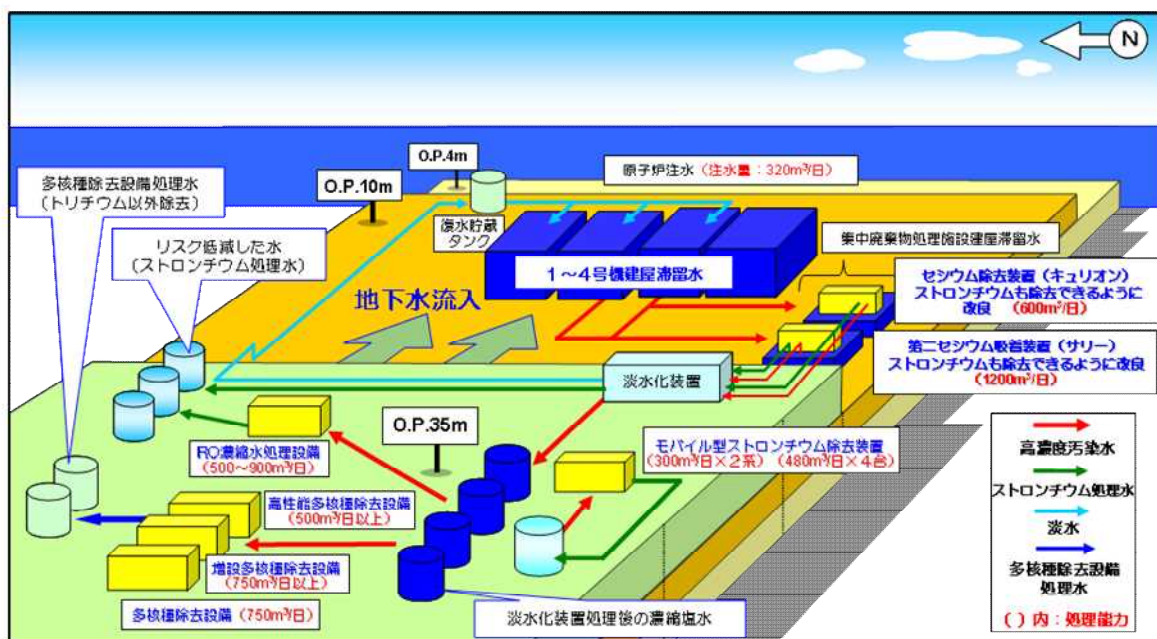 N
O.P.4m
原子炉注水（注水量：320m³/日）
多核種除去設備処理水
（トリチウム以外除去）
O.P.10m
復水貯蔵
タンク
集中廃棄物処理施設建屋滞留水
リスク低減した水
（ストロンチウム処理水）
1～4号機建屋滞留水
セシウム除去装置（キュリオン）
ストロンチウムも除去できるように
改良　（600m³/日）
地下水流入
第二セシウム吸着装置（サリー）
ストロンチウムも除去できるように改良
（1200m³/日）
淡水化装置
O.P.35m
RO濃縮水処理設備
（500～900m³/日）
モバイル型ストロンチウム除去装置
（300m³/日×2系）（480m³/日×4台）
高濃度汚染水
高性能多核種除去設備
（500m³/日以上）
ストロンチウム処理水
淡水
増設多核種除去設備
（750m³/日以上）
多核種除去設備
処理水
多核種除去設備（750m³/日）
淡水化装置処理後の濃縮塩水
（ ）内：処理能力